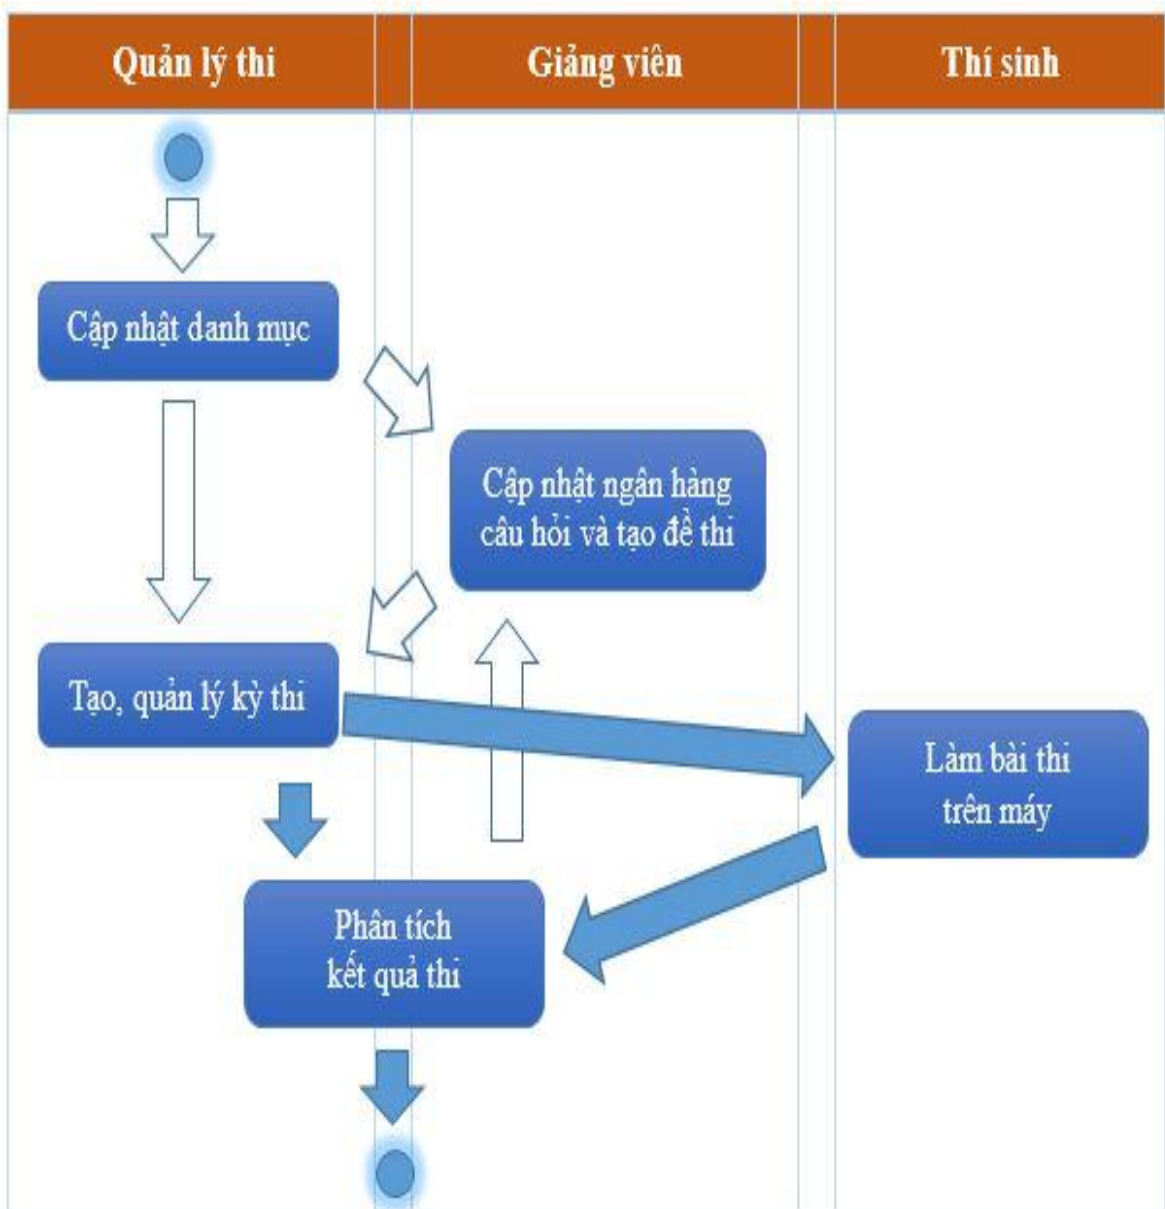 Quản lý thi
Giảng viên
Thí sinh
Cập nhật danh mục
Cập nhật ngân hàng
câu hỏi và tạo đề thi
Tạo, quản lý kỳ thi
Làm bài thi
trên máy
Phân tích
kết quả thi